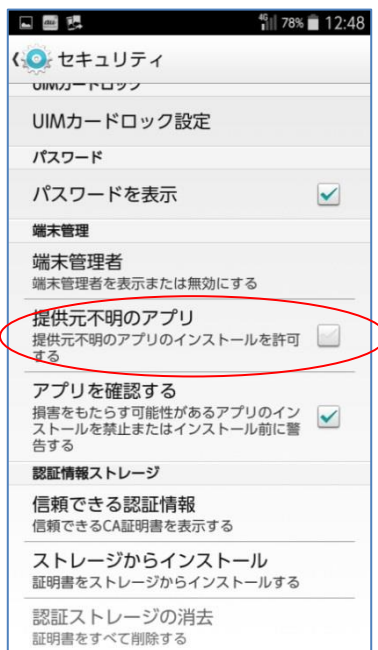 4G 78% 12:48
セキュリティ
UIMカードロック
UIMカードロック設定
パスワード
パスワードを表示
端末管理
端末管理者
端末管理者を表示または無効にする
提供元不明のアプリ
提供元不明のアプリのインストールを許可
する
アプリを確認する
損害をもたらす可能性があるアプリのイン
ストールを禁止またはインストール前に警
告する
認証情報ストレージ
信頼できる認証情報
信頼できるCA証明書を表示する
ストレージからインストール
証明書をストレージからインストールする
認証ストレージの消去
証明書をすべて削除する